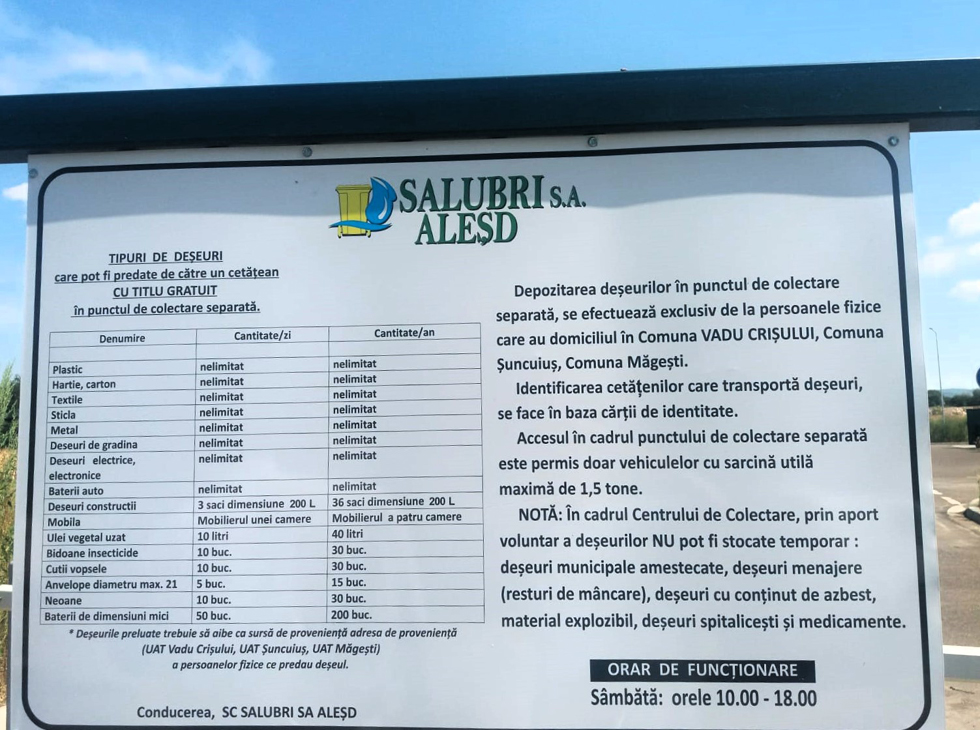 SALUBRI S.A.
ALEȘD
TIPURI DE DEȘEURI
care pot fi predate de către un cetățean
CU TITLU GRATUIT
în punctul de colectare separată.
Denumire Cantitate/zi Cantitate/an
Plastic nelimitat nelimitat
Hartie, carton nelimitat nelimitat
Textile nelimitat nelimitat
Sticla nelimitat nelimitat
Metal nelimitat nelimitat
Deseuri de gradina nelimitat nelimitat
Deseuri electrice, nelimitat nelimitat
electronice
Baterii auto nelimitat nelimitat
Deseuri constructii 3 saci dimensiune 200 L 36 saci dimensiune 200 L
Mobila Mobilierul unei camere Mobilierul a patru camere
Ulei vegetal uzat 10 litri 40 litri
Bidoane insecticide 10 buc. 30 buc.
Cutii vopsele 10 buc. 30 buc.
Anvelope diametru max. 21 5 buc. 15 buc.
Neoane 10 buc. 30 buc.
Baterii de dimensiuni mici 50 buc. 200 buc.
* Deșeurile preluate trebuie să aibe ca sursă de proveniență adresa de proveniență
(UAT Vadu Crișului, UAT Șuncuiuș, UAT Măgești)
a persoanelor fizice ce predau deșeul.
Conducerea, SC SALUBRI SA ALEȘD
Depozitarea deșeurilor în punctul de colectare
separată, se efectuează exclusiv de la persoanele fizice
care au domiciliul în Comuna VADU CRIȘULUI, Comuna
Șuncuiuș, Comuna Măgești.
Identificarea cetățenilor care transportă deșeuri,
se face în baza cărții de identitate.
Accesul în cadrul punctului de colectare separată
este permis doar vehiculelor cu sarcină utilă
maximă de 1,5 tone.
NOTĂ: În cadrul Centrului de Colectare, prin aport
voluntar a deșeurilor NU pot fi stocate temporar :
deșeuri municipale amestecate, deșeuri menajere
(resturi de mâncare), deșeuri cu conținut de azbest,
material explozibil, deșeuri spitalicești și medicamente.
ORAR DE FUNCȚIONARE
Sâmbătă: orele 10.00 - 18.00